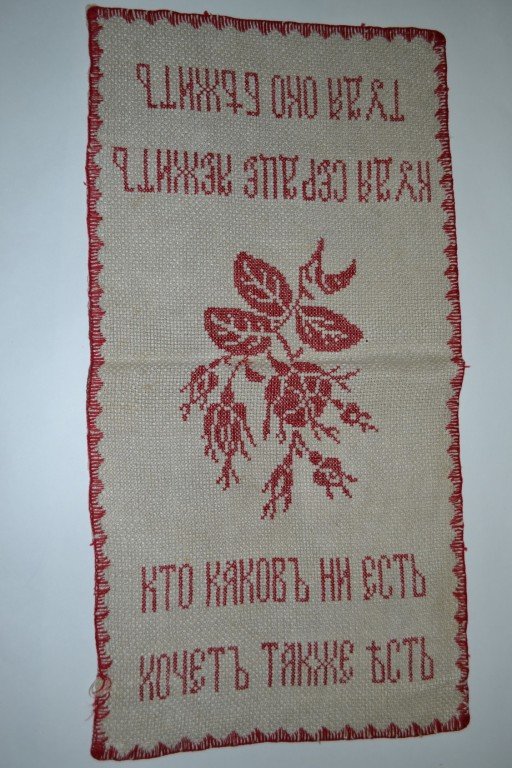 КУДА СЕРДЦЕ ЛЕЖИТЪ
ТУДА ОКО БѢЖИТЪ
КТО КАКОВЪ НИ ЕСТЬ
ХОЧЕТЪ ТАКЖЕ ѢСТЬ